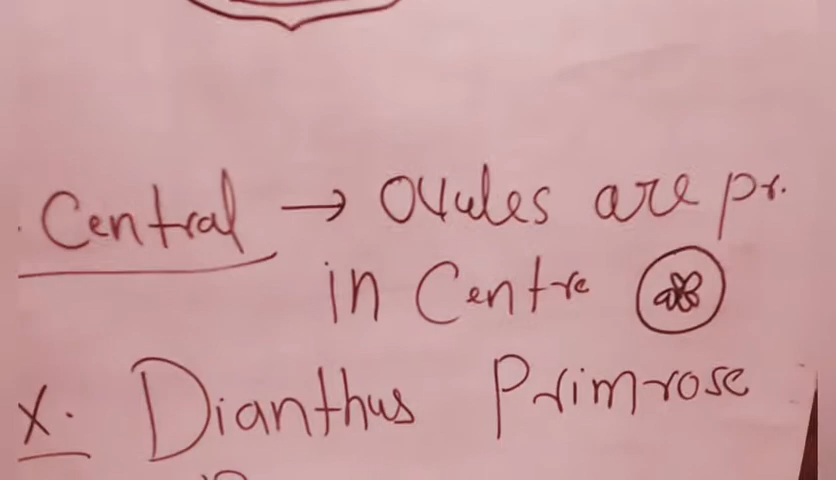 Central → Ovules are pr.
in Centre
X. Dianthus Primrose